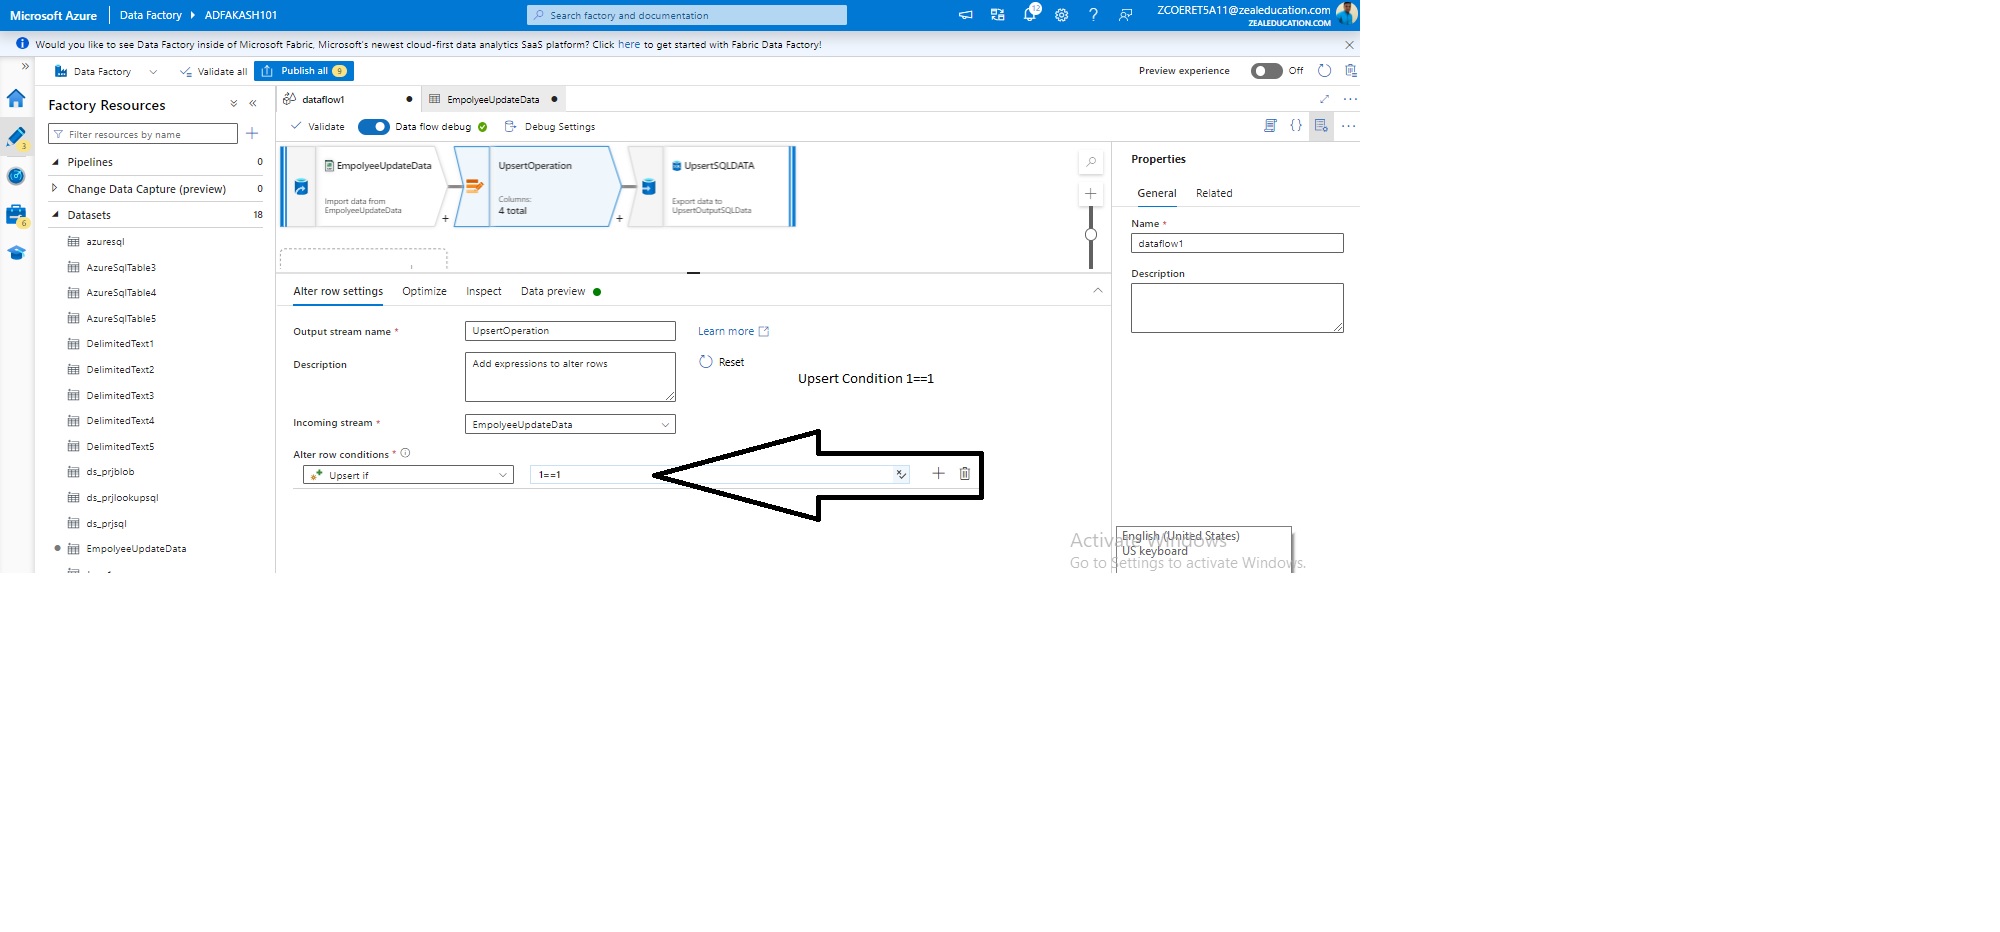 Microsoft Azure Data Factory ADFAKASH101 Search factory and documentation 12 ZCOERET5A11@zealeducation.com
ZEALEDUCATION.COM
Would you like to see Data Factory inside of Microsoft Fabric, Microsoft's newest cloud-first data analytics SaaS platform? Click here to get started with Fabric Data Factory!
Data Factory Validate all Publish all 9 Preview experience Off
Factory Resources
Filter resources by name
3
6
Pipelines 0
Change Data Capture (preview) 0
Datasets 18
azuresql
AzureSqlTable3
AzureSqlTable4
AzureSqlTable5
DelimitedText1
DelimitedText2
DelimitedText3
DelimitedText4
DelimitedText5
ds_prjblob
ds_prjlookupsql
ds_prjsql
EmpolyeeUpdateData
dataflow1 EmpolyeeUpdateData
Validate Data flow debug Debug Settings
EmpolyeeUpdateData
Import data from
EmpolyeeUpdateData
UpsertOperation
Columns:
4 total
UpsertSQLDATA
Export data to
UpsertOutputSQLData
Alter row settings Optimize Inspect Data preview
Output stream name * UpsertOperation Learn more
Description Add expressions to alter rows Reset
Upsert Condition 1==1
Incoming stream * EmpolyeeUpdateData
Alter row conditions *
Upsert if 1==1
Properties
General Related
Name *
dataflow1
Description
Activate Windows
Go to Settings to activate Windows.
English (United States)
US keyboard